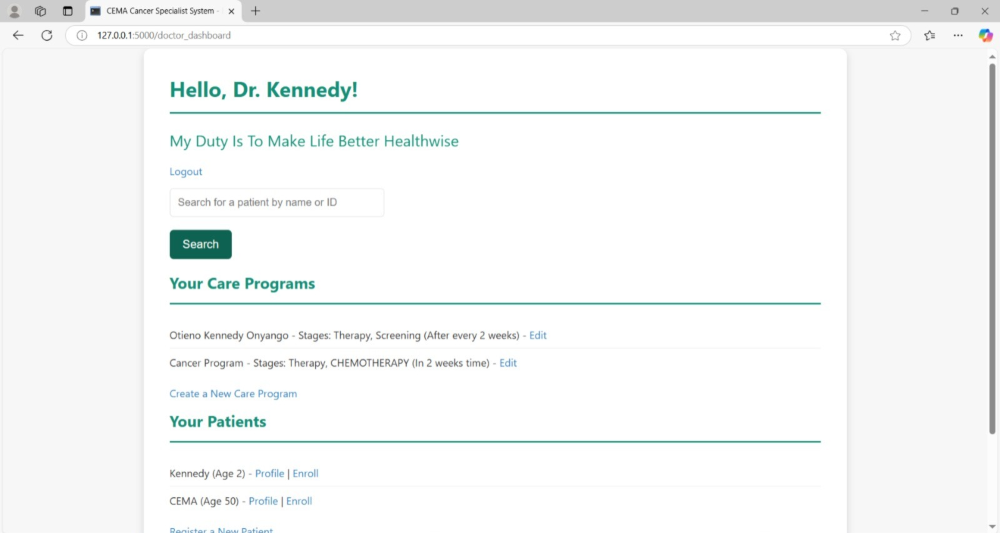 CEMA Cancer Specialist System -
127.0.0.1:5000/doctor_dashboard
Hello, Dr. Kennedy!
My Duty Is To Make Life Better Healthwise
Logout
Search for a patient by name or ID
Search
Your Care Programs
Otieno Kennedy Onyango - Stages: Therapy, Screening (After every 2 weeks) - Edit
Cancer Program - Stages: Therapy, CHEMOTHERAPY (In 2 weeks time) - Edit
Create a New Care Program
Your Patients
Kennedy (Age 2) - Profile | Enroll
CEMA (Age 50) - Profile | Enroll
Register a New Patient